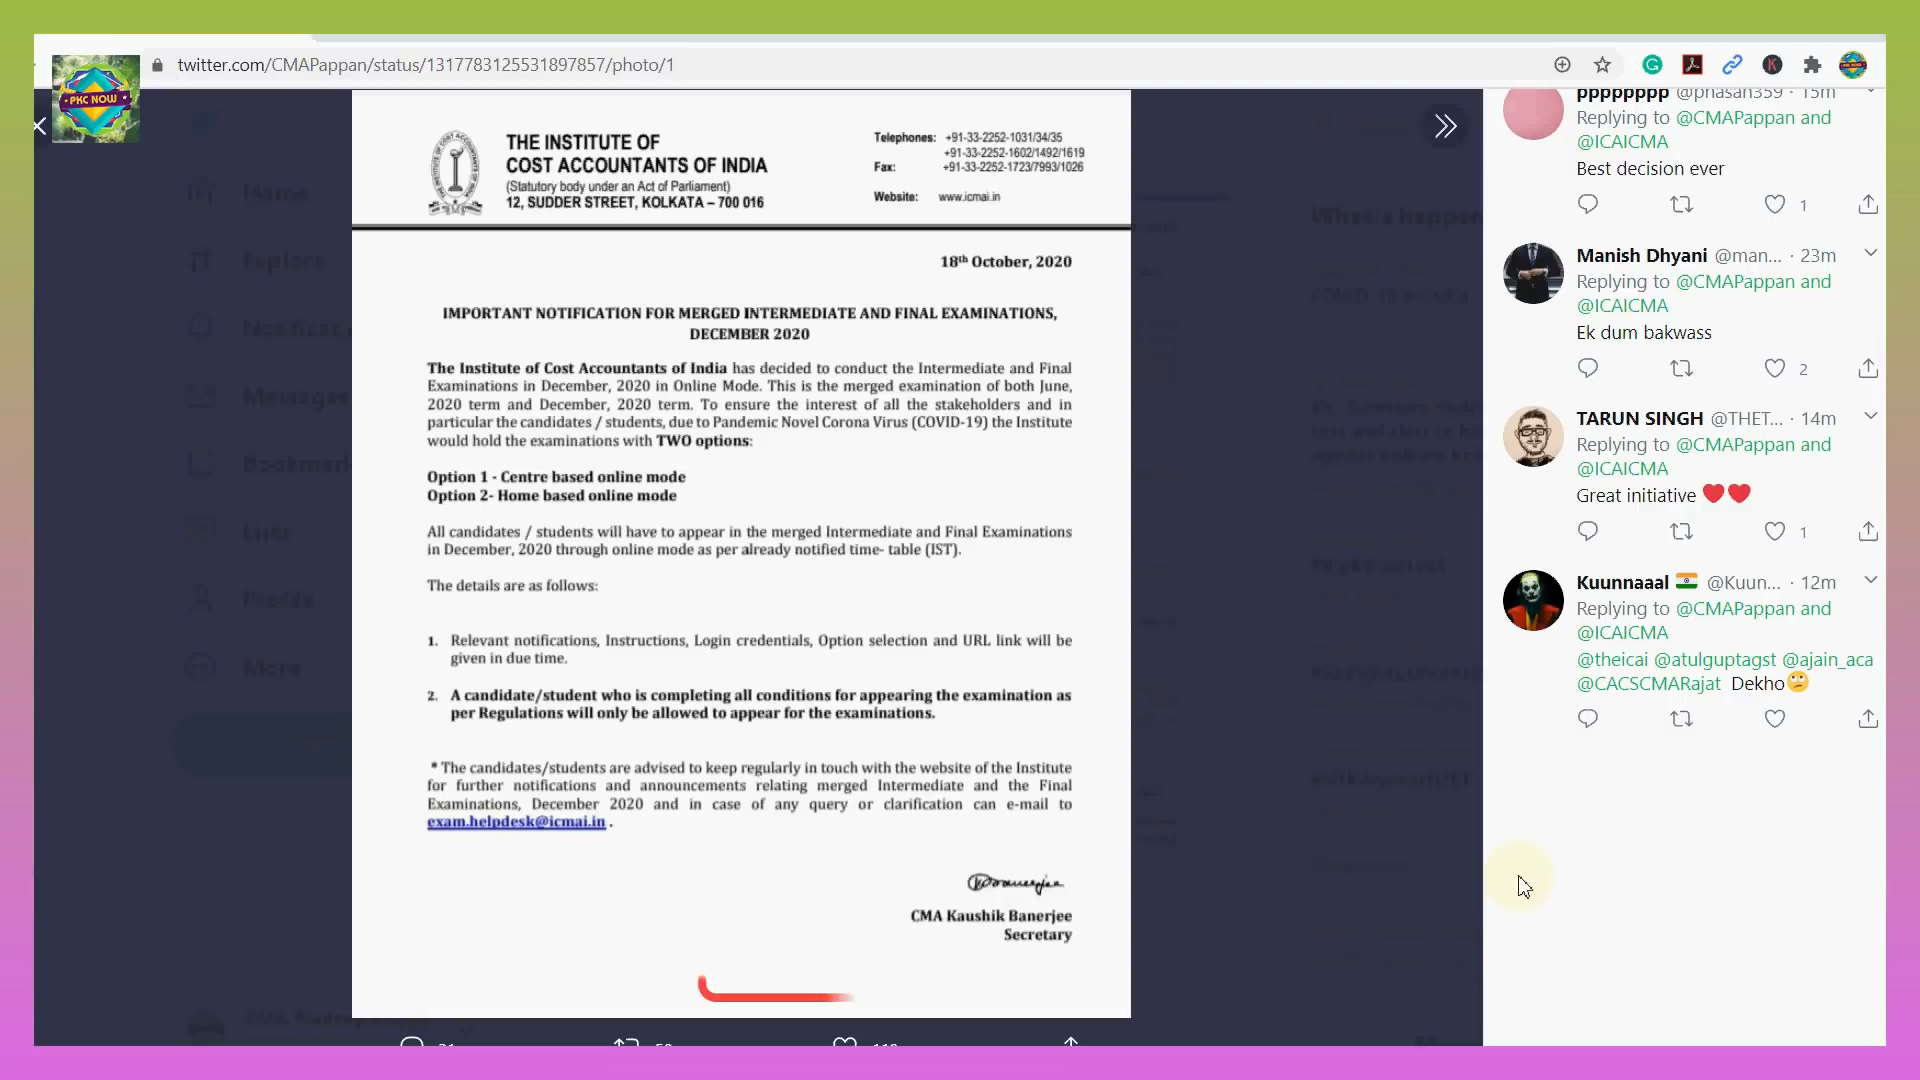 PKC NOW
twitter.com/CMAPappan/status/1317783125531897857/photo/1
THE INSTITUTE OF
COST ACCOUNTANTS OF INDIA
(Statutory body under an Act of Parliament)
12, SUDDER STREET, KOLKATA – 700 016
Telephones: +91-33-2252-1031/34/35
+91-33-2252-1602/1492/1619
Fax: +91-33-2252-1723/7993/1026
Website: www.icmai.in
18th October, 2020
IMPORTANT NOTIFICATION FOR MERGED INTERMEDIATE AND FINAL EXAMINATIONS,
DECEMBER 2020
The Institute of Cost Accountants of India has decided to conduct the Intermediate and Final
Examinations in December, 2020 in Online Mode. This is the merged examination of both June,
2020 term and December, 2020 term. To ensure the interest of all the stakeholders and in
particular the candidates / students, due to Pandemic Novel Corona Virus (COVID-19) the Institute
would hold the examinations with TWO options:
Option 1 - Centre based online mode
Option 2- Home based online mode
All candidates / students will have to appear in the merged Intermediate and Final Examinations
in December, 2020 through online mode as per already notified time- table (IST).
The details are as follows:
1. Relevant notifications, Instructions, Login credentials, Option selection and URL link will be
given in due time.
2. A candidate/student who is completing all conditions for appearing the examination as
per Regulations will only be allowed to appear for the examinations.
* The candidates/students are advised to keep regularly in touch with the website of the Institute
for further notifications and announcements relating merged Intermediate and the Final
Examinations, December 2020 and in case of any query or clarification can e-mail to
exam.helpdesk@icmai.in .
CMA Kaushik Banerjee
Secretary
pppppppp @phasan359 · 15m
Replying to @CMAPappan and
@ICAICMA
Best decision ever
1
Manish Dhyani @man... · 23m
Replying to @CMAPappan and
@ICAICMA
Ek dum bakwass
2
TARUN SINGH @THET... · 14m
Replying to @CMAPappan and
@ICAICMA
Great initiative ❤️❤️
1
Kuunnaaal 🇮🇳 @Kuun... · 12m
Replying to @CMAPappan and
@ICAICMA
@theicai @atulguptagst @ajain_aca
@CACSCMARajat Dekho🙄
Home
Explore
Messages
Lists
Profile
More